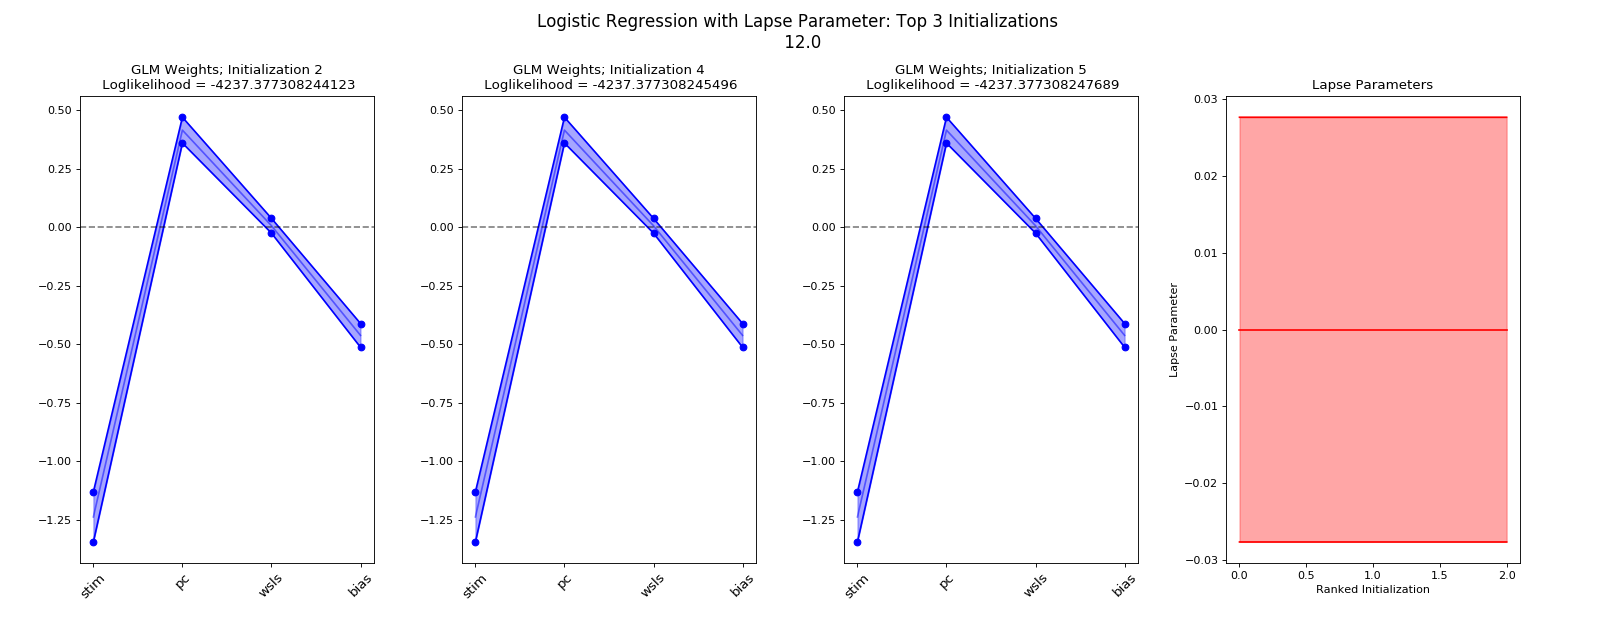 Logistic Regression with Lapse Parameter: Top 3 Initializations
12.0
GLM Weights; Initialization 2
Loglikelihood = -4237.377308244123
0.50
0.25
0.00
−0.25
−0.50
−0.75
−1.00
−1.25
stim
pc
wsls
bias
GLM Weights; Initialization 4
Loglikelihood = -4237.377308245496
0.50
0.25
0.00
−0.25
−0.50
−0.75
−1.00
−1.25
stim
pc
wsls
bias
GLM Weights; Initialization 5
Loglikelihood = -4237.377308247689
0.50
0.25
0.00
−0.25
−0.50
−0.75
−1.00
−1.25
stim
pc
wsls
bias
Lapse Parameters
Lapse Parameter
0.03
0.02
0.01
0.00
−0.01
−0.02
−0.03
0.0
0.5
1.0
1.5
2.0
Ranked Initialization